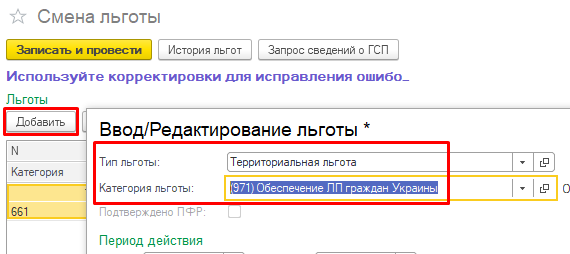 Смена льготы
Записать и провести История льгот Запрос сведений о ГСП
Используйте корректировки для исправления ошибо...
Льготы
Добавить
Ввод/Редактирование льготы *
N
Тип льготы: Территориальная льгота
Категория
Категория льготы: (971) Обеспечение ЛП граждан Украины О
661
Подтверждено ПФР:
Период действия